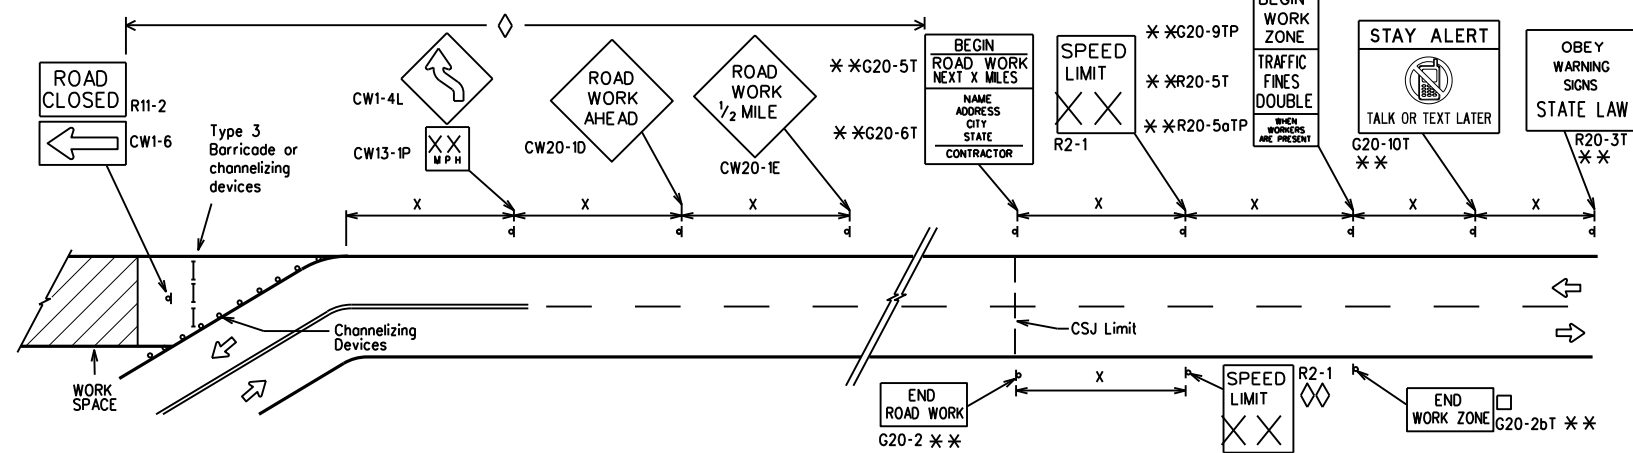 ROAD
CLOSED
R11-2
CW1-6
Type 3
Barricade or
channelizing
devices
CW1-4L
XX
MPH
CW13-1P
ROAD
WORK
AHEAD
CW20-1D
ROAD
WORK
1/2 MILE
CW20-1E
* *G20-5T
* *G20-6T
BEGIN
ROAD WORK
NEXT X MILES
NAME
ADDRESS
CITY
STATE
CONTRACTOR
SPEED
LIMIT
X X
R2-1
* *G20-9TP
* *R20-5T
* *R20-5aTP
BEGIN
WORK
ZONE
TRAFFIC
FINES
DOUBLE
WHEN
WORKERS
ARE PRESENT
STAY ALERT
TALK OR TEXT LATER
G20-10T
* *
OBEY
WARNING
SIGNS
STATE LAW
R20-3T
* *
X
X
X
X
X
X
X
Channelizing
Devices
CSJ Limit
WORK
SPACE
END
ROAD WORK
G20-2 * *
X
SPEED
LIMIT
X X
R2-1
END
WORK ZONE
G20-2bT * *